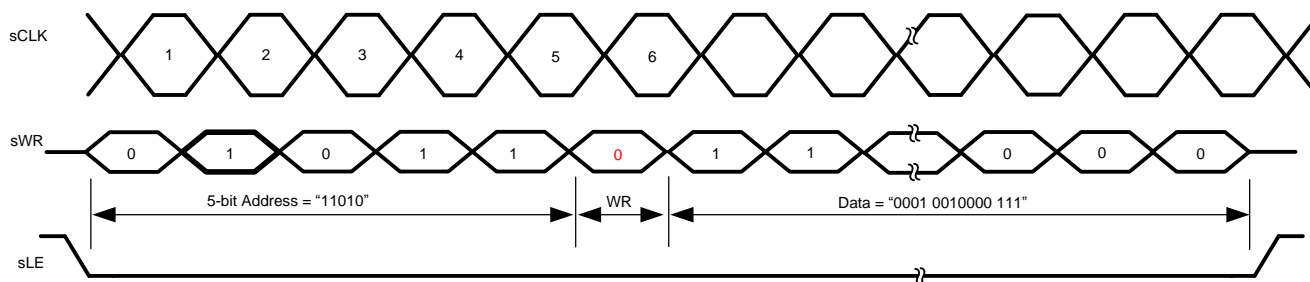 sCLK 1 2 3 4 5 6
sWR 0 1 0 1 1 0 1 1 0 0 0
5-bit Address = “11010” WR Data = “0001 0010000 111”
sLE